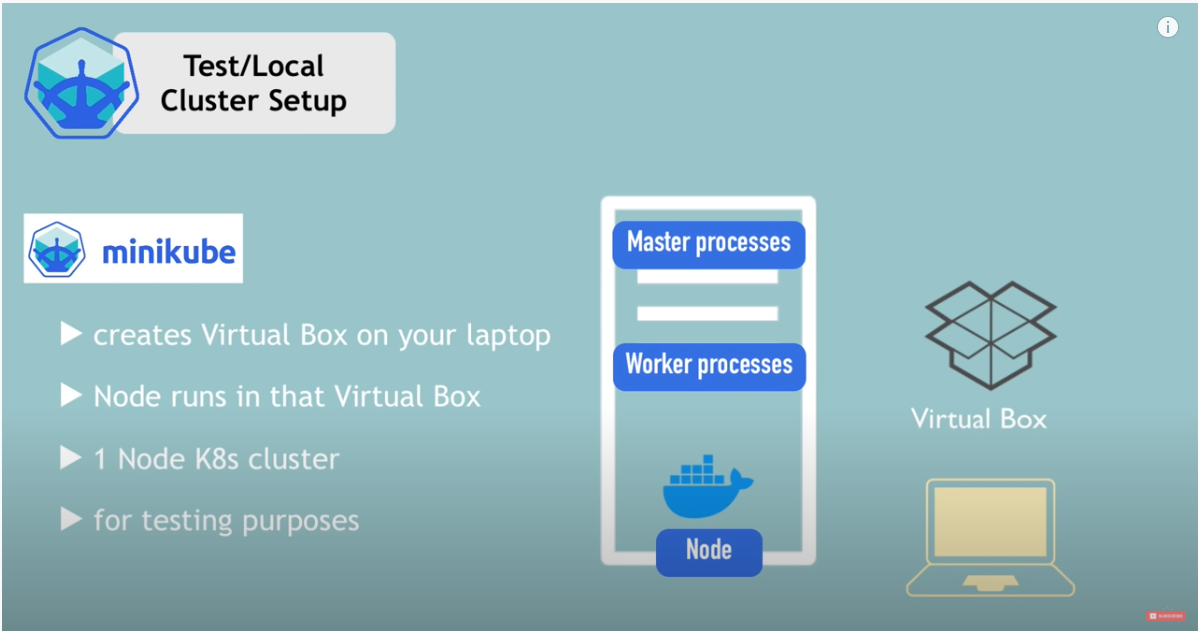 Test/Local
Cluster Setup
minikube
creates Virtual Box on your laptop
Node runs in that Virtual Box
1 Node K8s cluster
for testing purposes
Master processes
Worker processes
Node
Virtual Box